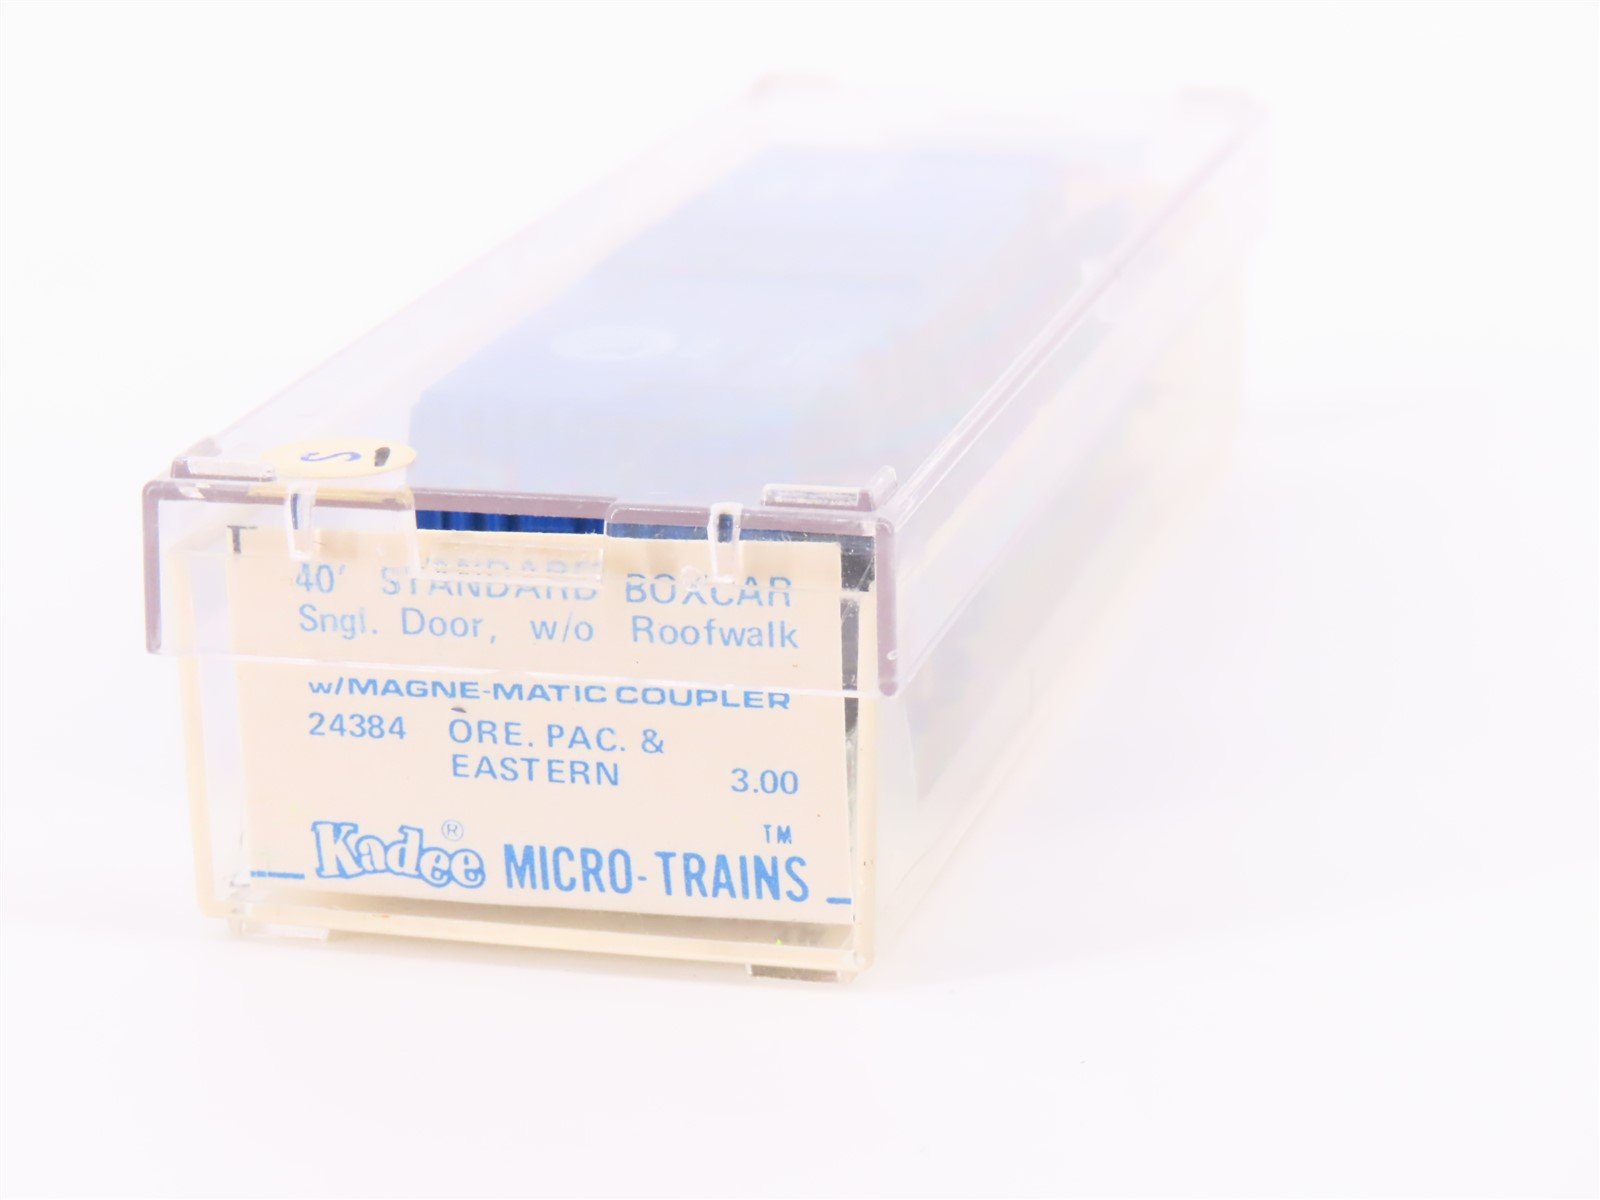 S
T
40' STANDARD BOXCAR
Sngl. Door, w/o Roofwalk
w/MAGNE-MATIC COUPLER
24384 ORE. PAC. &
EASTERN 3.00
Kadee® MICRO-TRAINS™